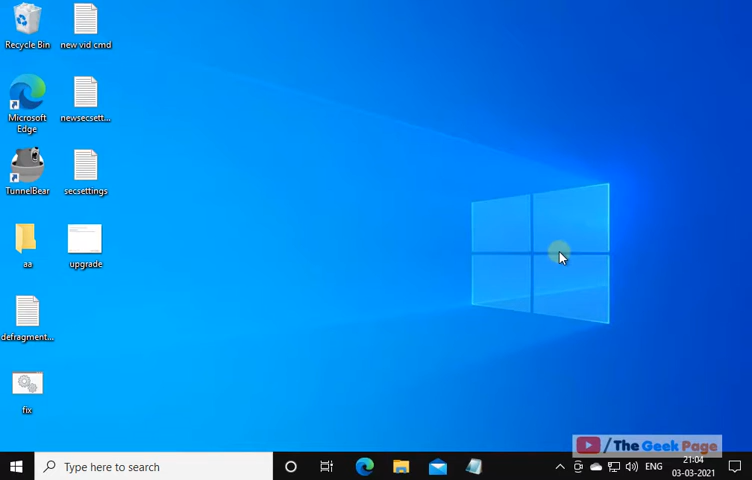 Recycle Bin
new vid cmd
Microsoft
Edge
newsecsett...
TunnelBear
secsettings
aa
upgrade
defragment...
fix
The Geek Page
Type here to search
ENG
21:04
03-03-2021